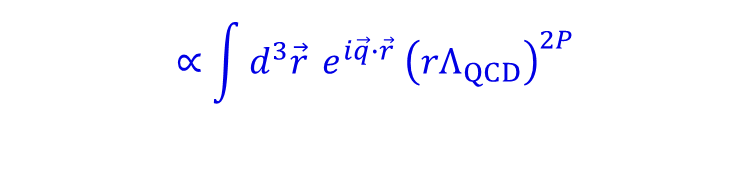 ∝ ∫ d³r⃗ e^{iq⃗·r⃗} (rΛ_QCD)^{2P}